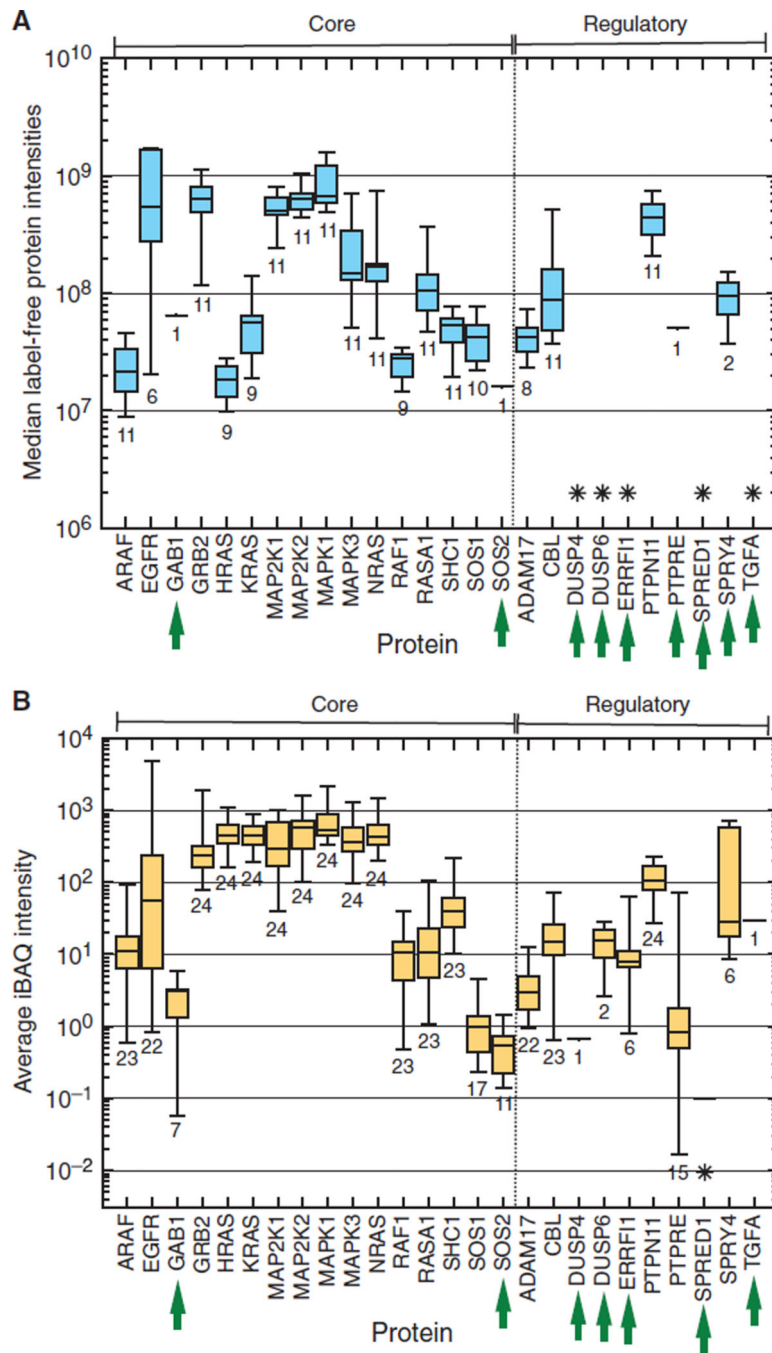 A
Core
Regulatory
Median label-free protein intensities
10^10
10^9
10^8
10^7
10^6
11
6
1
11
9
9
11
11
11
11
11
9
11
11
10
1
8
11
*
*
*
11
1
*
2
*
ARAF
EGFR
GAB1
GRB2
HRAS
KRAS
MAP2K1
MAP2K2
MAPK1
MAPK3
NRAS
RAF1
RASA1
SHC1
SOS1
SOS2
ADAM17
CBL
DUSP4
DUSP6
ERRFI1
PTPN11
PTPRE
SPRED1
SPRY4
TGFA
Protein
B
Core
Regulatory
Average iBAQ intensity
10^4
10^3
10^2
10^1
10^0
10^−1
10^−2
23
22
7
24
24
24
24
24
24
24
24
23
23
23
17
11
22
23
1
2
6
24
15
*
6
1
ARAF
EGFR
GAB1
GRB2
HRAS
KRAS
MAP2K1
MAP2K2
MAPK1
MAPK3
NRAS
RAF1
RASA1
SHC1
SOS1
SOS2
ADAM17
CBL
DUSP4
DUSP6
ERRFI1
PTPN11
PTPRE
SPRED1
SPRY4
TGFA
Protein